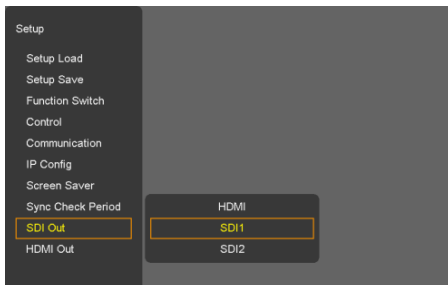 Setup
Setup Load
Setup Save
Function Switch
Control
Communication
IP Config
Screen Saver
Sync Check Period
SDI Out
HDMI Out
HDMI
SDI1
SDI2